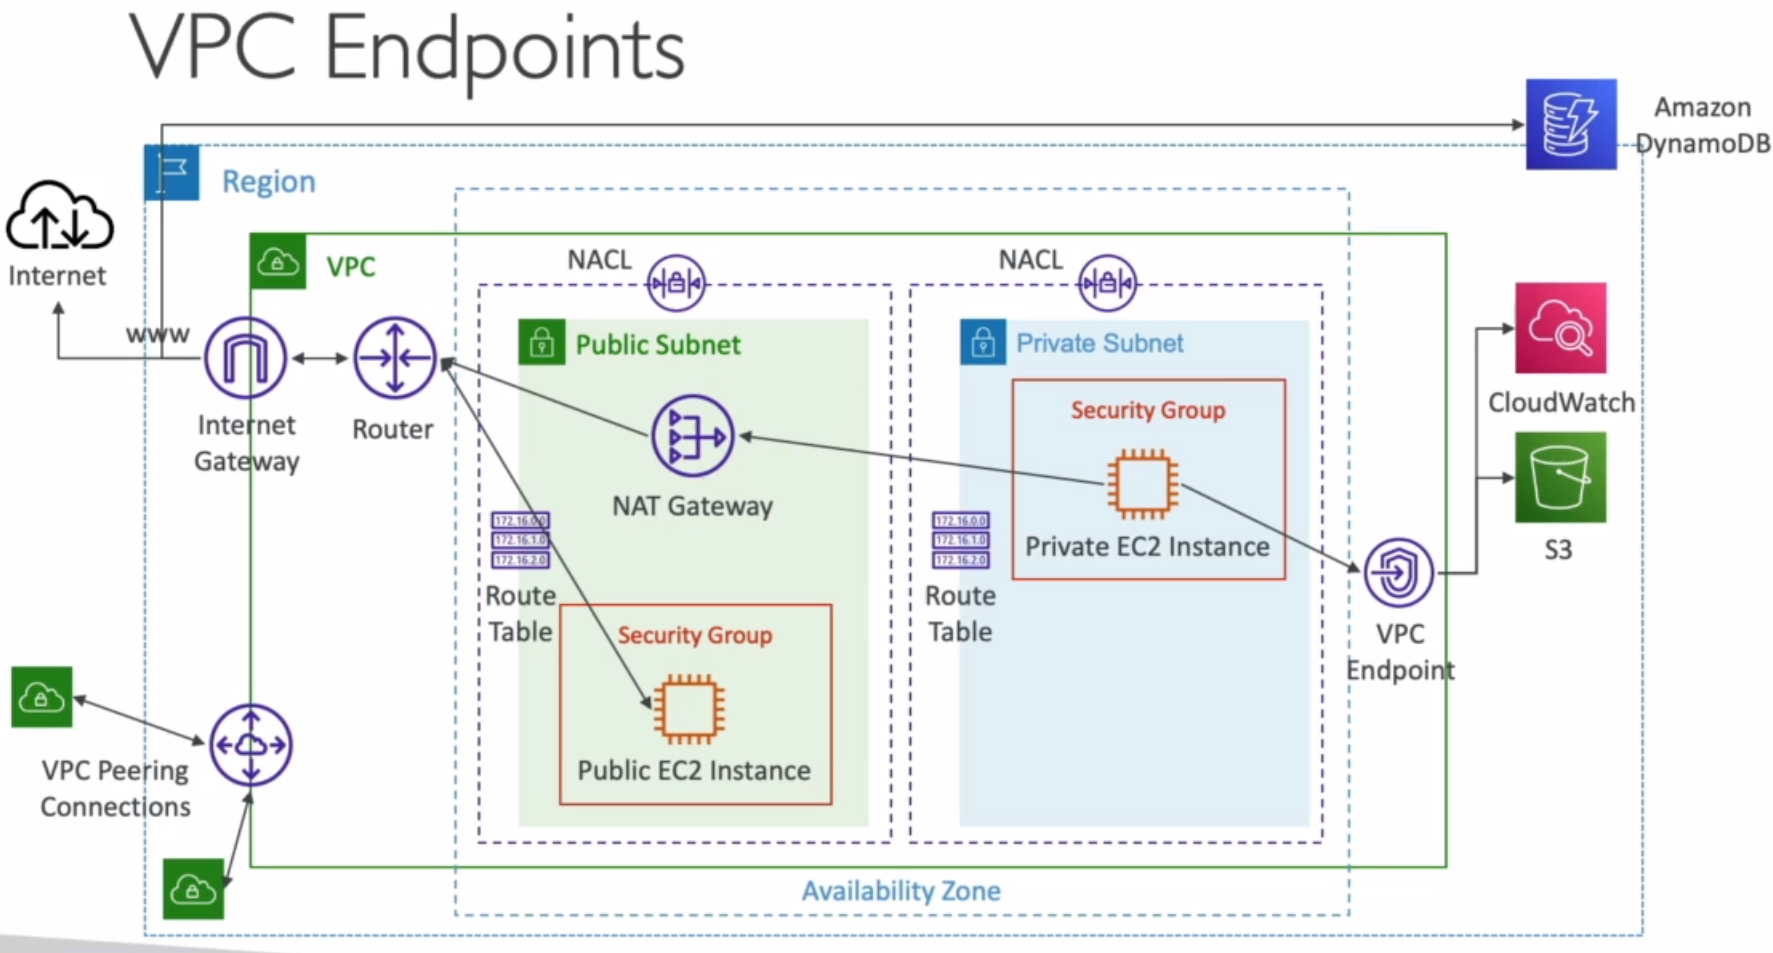 VPC Endpoints
Amazon
DynamoDB
Region
Internet
VPC
NACL
NACL
www
Public Subnet
Private Subnet
Internet
Gateway
Router
Security Group
CloudWatch
NAT Gateway
172.16.0.0
172.16.1.0
172.16.2.0
172.16.0.0
172.16.1.0
172.16.2.0
Private EC2 Instance
S3
Route
Table
Route
Table
Security Group
VPC
Endpoint
Public EC2 Instance
VPC Peering
Connections
Availability Zone